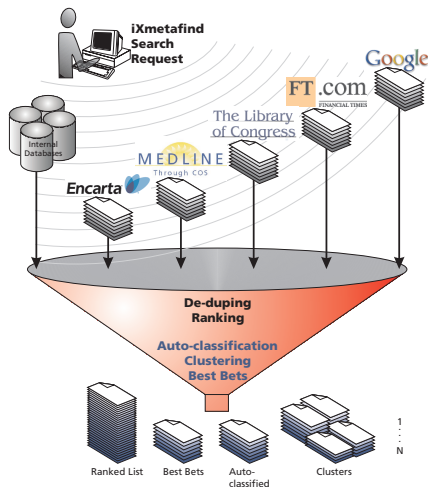 iXmetafind
Search
Request
Google
FT.com
FINANCIAL TIMES
The Library
of Congress
MEDLINE
Through COS
Encarta
Internal
Databases
De-duping
Ranking
Auto-classification
Clustering
Best Bets
Ranked List
Best Bets
Auto-
classified
Clusters
1
.
.
.
N